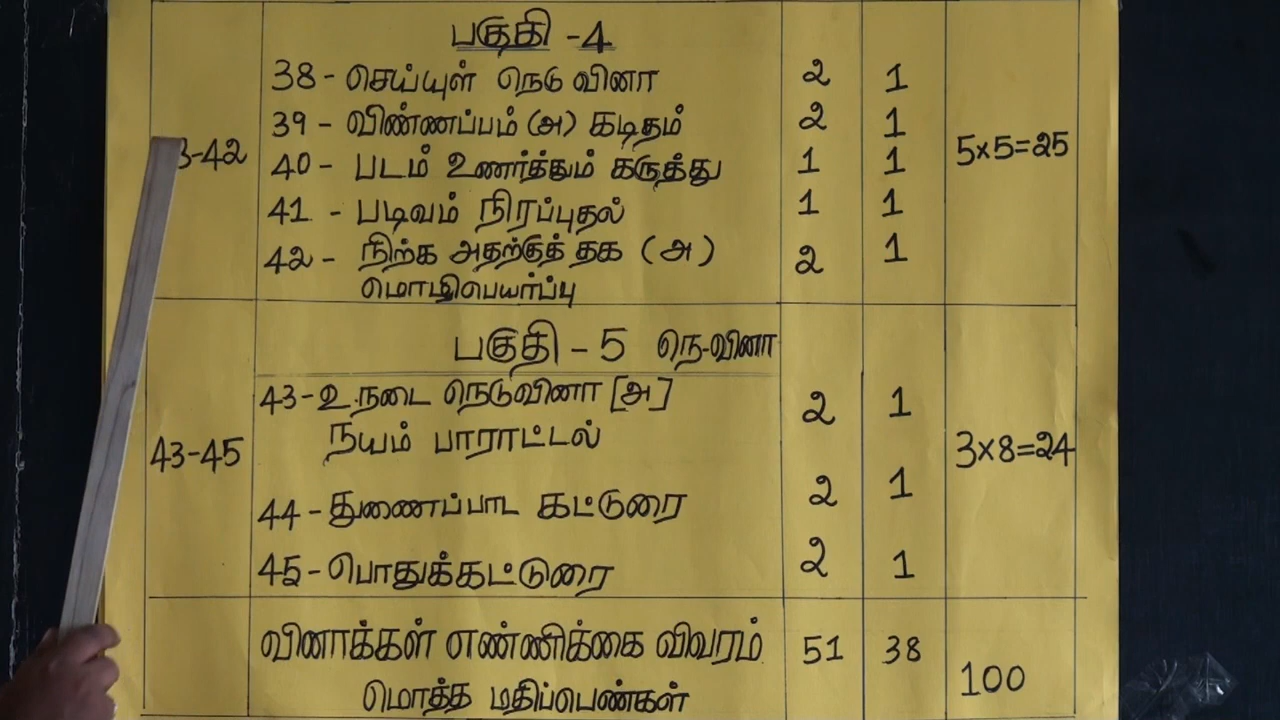 பகுதி -4
38 - செய்யுள் நெடு வினா 2 1
39 - விண்ணப்பம் (அ) கடிதம் 2 1
3-42 40 - படம் உணர்த்தும் கருத்து 1 1 5x5=25
41 - படிவம் நிரப்புதல் 1 1
42 - நிற்க அதற்குத் தக (அ) 2 1
மொழிபெயர்ப்பு
பகுதி - 5 நெ-வினா
43 - உ.நடை நெடுவினா [அ] 2 1
நயம் பாராட்டல்
43-45 3x8=24
44 - துணைப்பாட கட்டுரை 2 1
45 - பொதுக்கட்டுரை 2 1
வினாக்கள் எண்ணிக்கை விவரம் 51 38
மொத்த மதிப்பெண்கள் 100